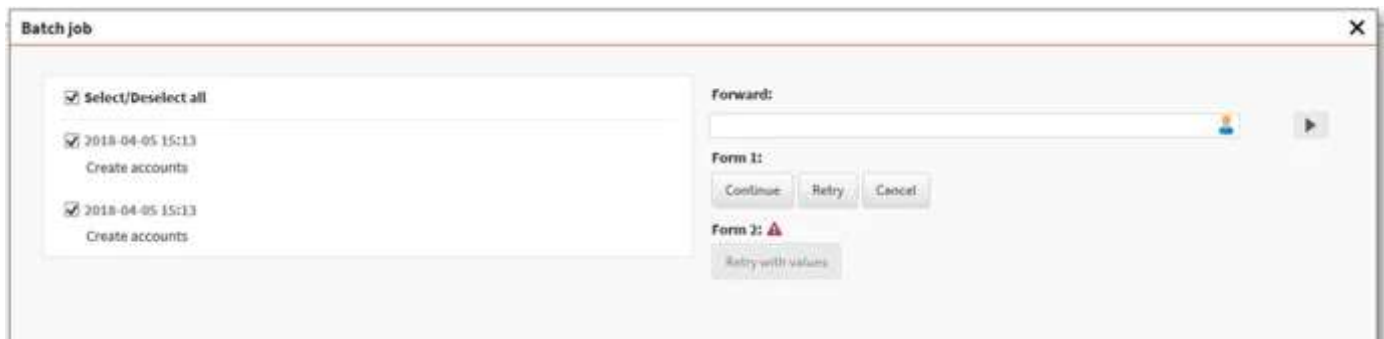 Batch job
Select/Deselect all
2018-04-05 15:13
Create accounts
2018-04-05 15:13
Create accounts
Forward:
Form 1:
Continue Retry Cancel
Form 2:
Retry with values